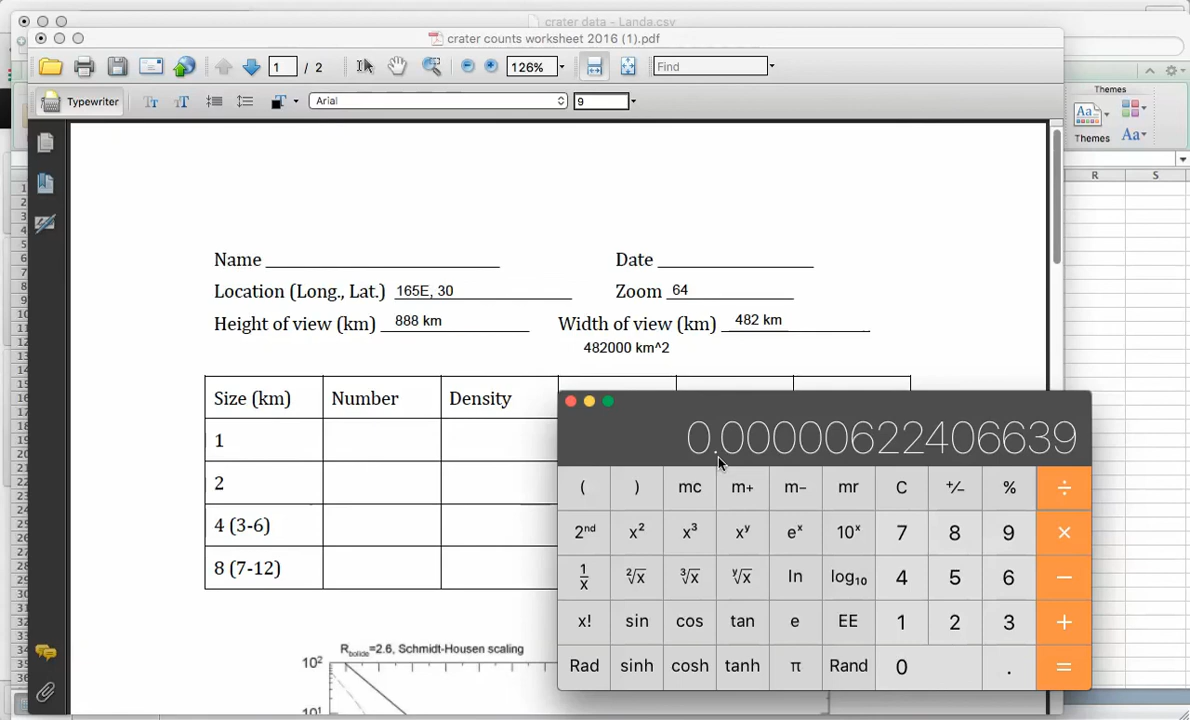 crater data - Landa.csv
crater counts worksheet 2016 (1).pdf
1 / 2
126%
Find
Typewriter
Arial
9
Themes
Themes
Aa
Aa
R S
Name
Date
Location (Long., Lat.) 165E, 30
Zoom 64
Height of view (km) 888 km
Width of view (km) 482 km
482000 km^2
Size (km) Number Density
1
2
4 (3-6)
8 (7-12)
Rbolide=2.6, Schmidt-Housen scaling
10²
10¹
0.00000622406639
( ) mc m+ m− mr C +/− % ÷
2nd x² x³ xʸ eˣ 10ˣ 7 8 9 ×
1/x ²√x ³√x ʸ√x ln log₁₀ 4 5 6 −
x! sin cos tan e EE 1 2 3 +
Rad sinh cosh tanh π Rand 0 . =